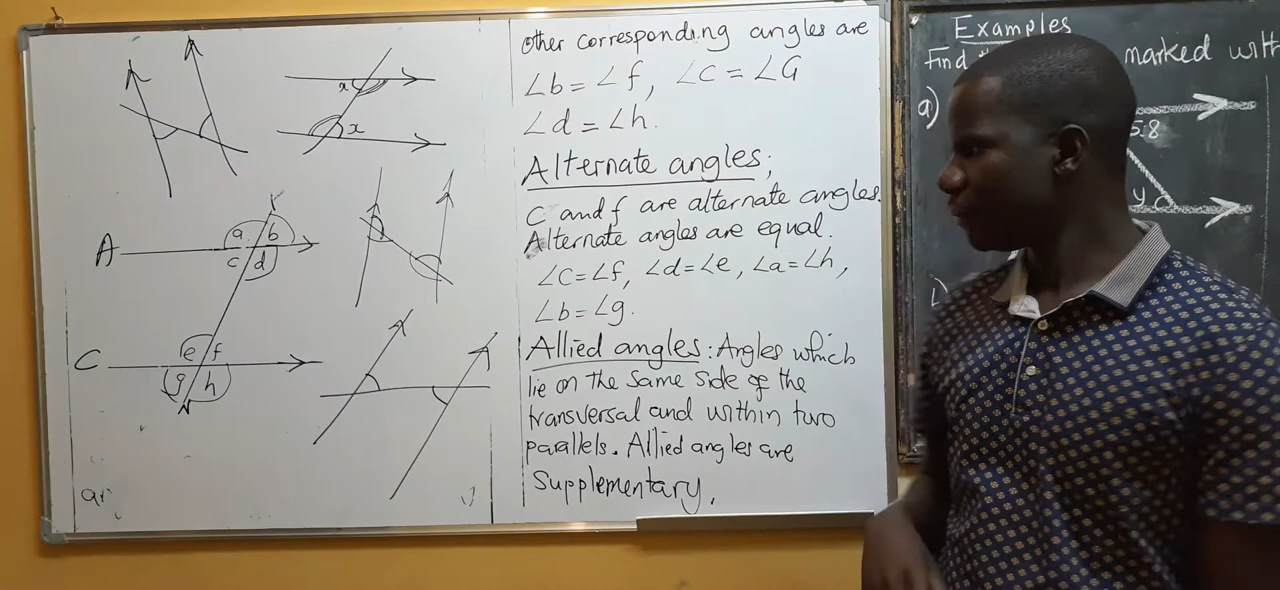 x
x
A
a
b
c
d
C
e
f
g
h
Other corresponding angles are
∠b = ∠f, ∠c = ∠G
∠d = ∠h.
Alternate angles;
C and f are alternate angles.
Alternate angles are equal.
∠c = ∠f, ∠d = ∠e, ∠a = ∠h,
∠b = ∠g.
Allied angles: Angles which
lie on the same side of the
transversal and within two
parallels. Allied angles are
Supplementary.
Examples
Find marked with
a)
58
y